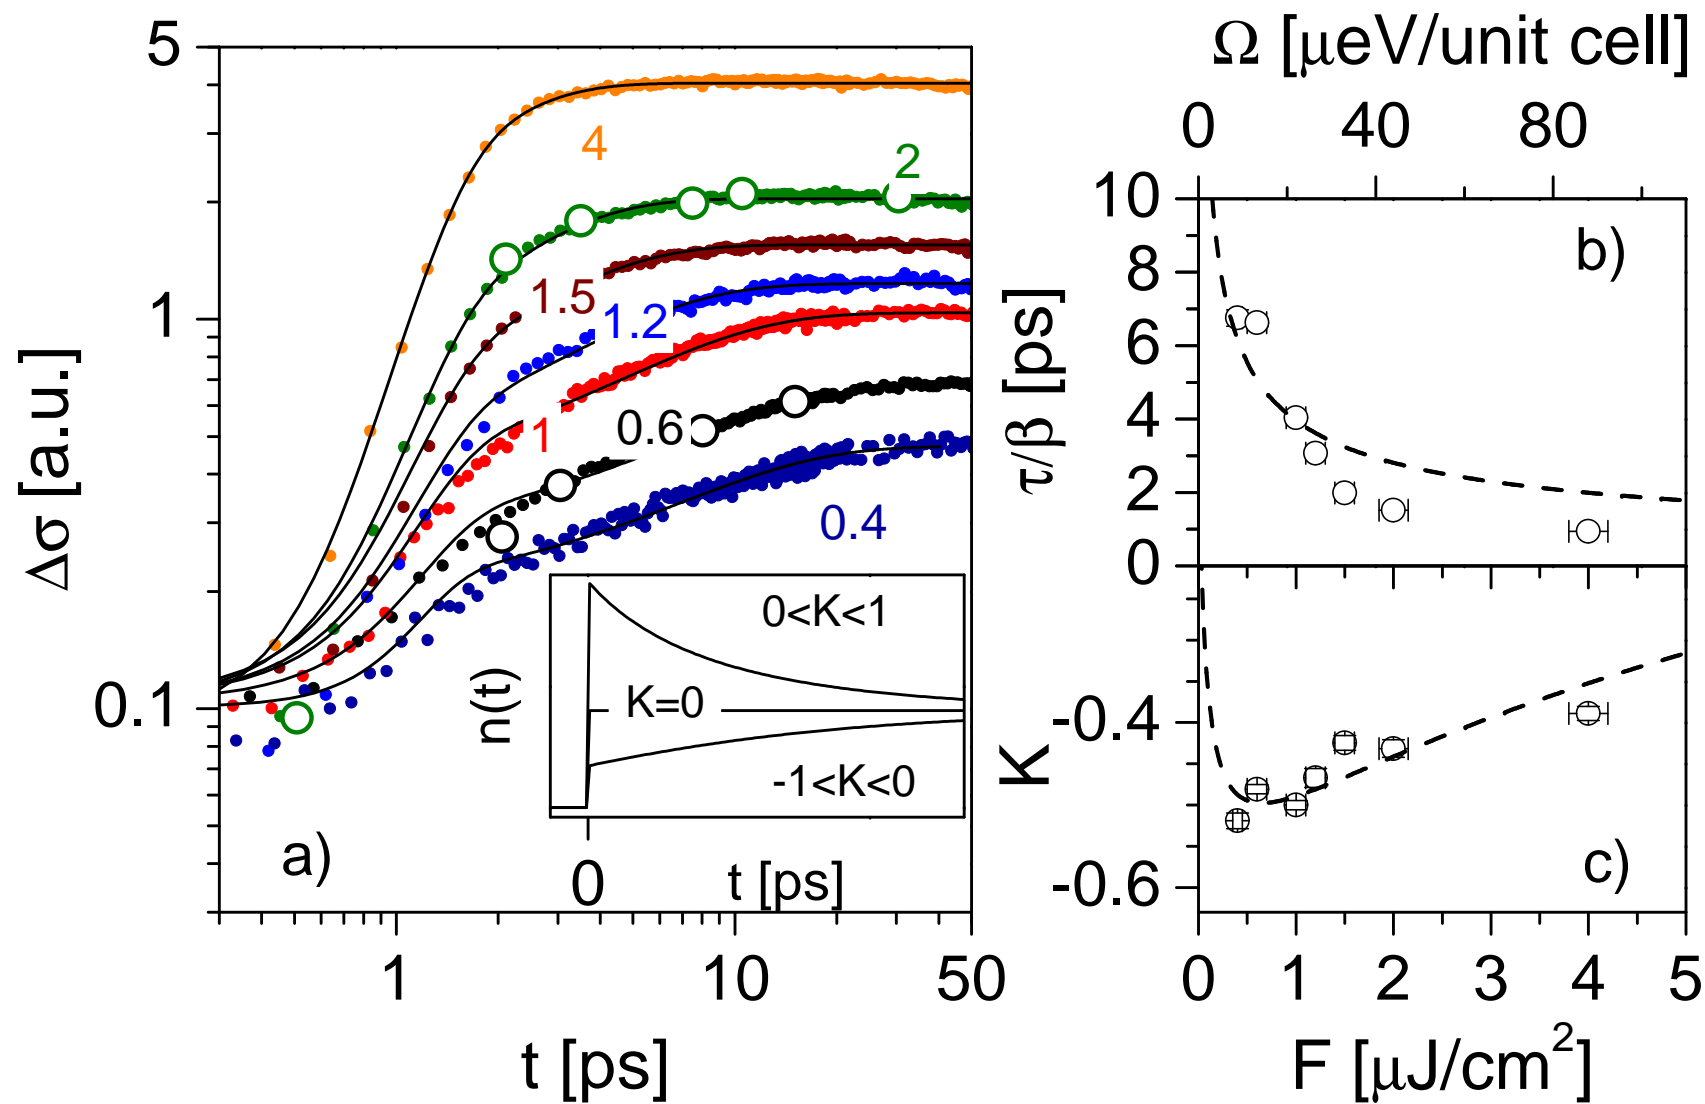 5
1
0.1
Δσ [a.u.]
4
2
1.5
1.2
1
0.6
0.4
a)
n(t)
0<K<1
K=0
-1<K<0
0
t [ps]
1
10
50
t [ps]
Ω [μeV/unit cell]
0
40
80
10
8
6
4
2
0
τ/β [ps]
b)
K
-0.4
-0.6
c)
0
1
2
3
4
5
F [μJ/cm²]